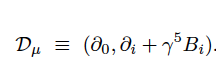 𝒟_μ ≡ (∂_0, ∂_i + γ^5 B_i).